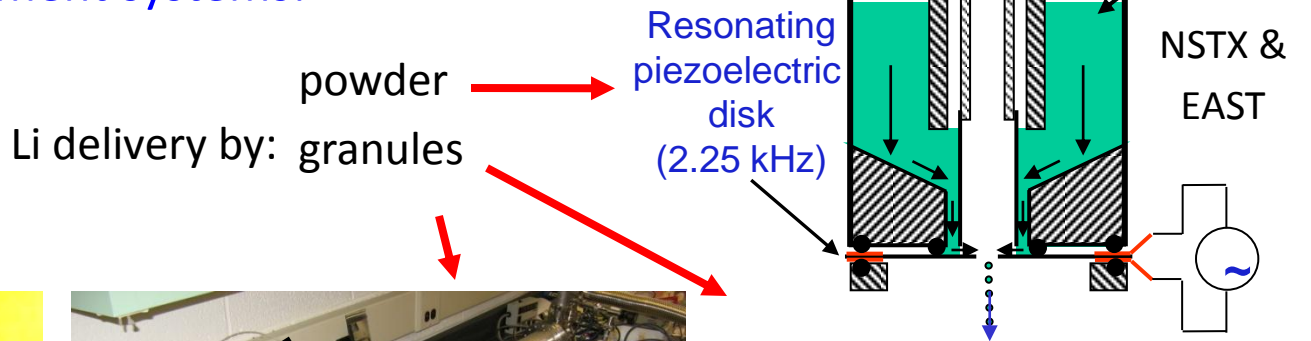 Resonating
piezoelectric
disk
(2.25 kHz)
NSTX &
EAST
powder
Li delivery by: granules
~